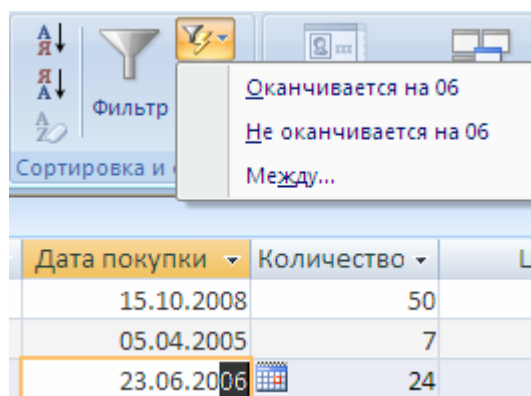 А
Я
Я
А
A
Z
Фильтр
Оканчивается на 06
Не оканчивается на 06
Между...
Сортировка и
Дата покупки Количество
15.10.2008 50
05.04.2005 7
23.06.2006 24